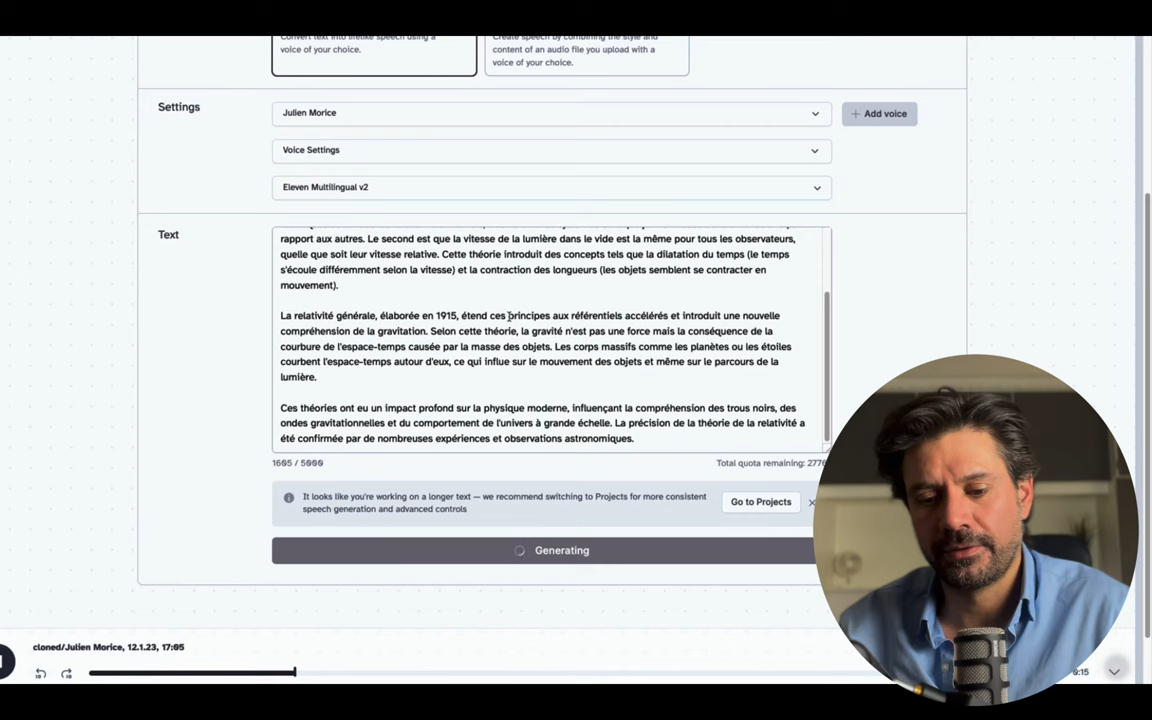 Convert text into lifelike speech using a
voice of your choice.
Create speech by combining the style and
content of an audio file you upload with a
voice of your choice.
Settings
Julien Morice
+ Add voice
Voice Settings
Eleven Multilingual v2
Text
rapport aux autres. Le second est que la vitesse de la lumière dans le vide est la même pour tous les observateurs,
quelle que soit leur vitesse relative. Cette théorie introduit des concepts tels que la dilatation du temps (le temps
s'écoule différemment selon la vitesse) et la contraction des longueurs (les objets semblent se contracter en
mouvement).
La relativité générale, élaborée en 1915, étend ces principes aux référentiels accélérés et introduit une nouvelle
compréhension de la gravitation. Selon cette théorie, la gravité n'est pas une force mais la conséquence de la
courbure de l'espace-temps causée par la masse des objets. Les corps massifs comme les planètes ou les étoiles
courbent l'espace-temps autour d'eux, ce qui influe sur le mouvement des objets et même sur le parcours de la
lumière.
Ces théories ont eu un impact profond sur la physique moderne, influençant la compréhension des trous noirs, des
ondes gravitationnelles et du comportement de l'univers à grande échelle. La précision de la théorie de la relativité a
été confirmée par de nombreuses expériences et observations astronomiques.
1605 / 5000
Total quota remaining: 2776
It looks like you're working on a longer text — we recommend switching to Projects for more consistent
speech generation and advanced controls
Go to Projects
Generating
cloned/Julien Morice, 12.1.23, 17:05
0:15